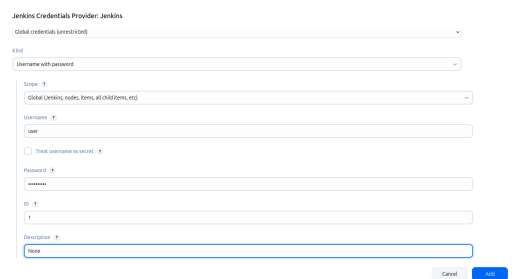 Jenkins Credentials Provider: Jenkins
Global credentials (unrestricted)
Kind
Username with password
Scope ?
Global (Jenkins, nodes, items, all child items, etc)
Username ?
user
Treat username as secret ?
Password ?
•••••••••
ID ?
1
Description ?
None
Cancel
Add